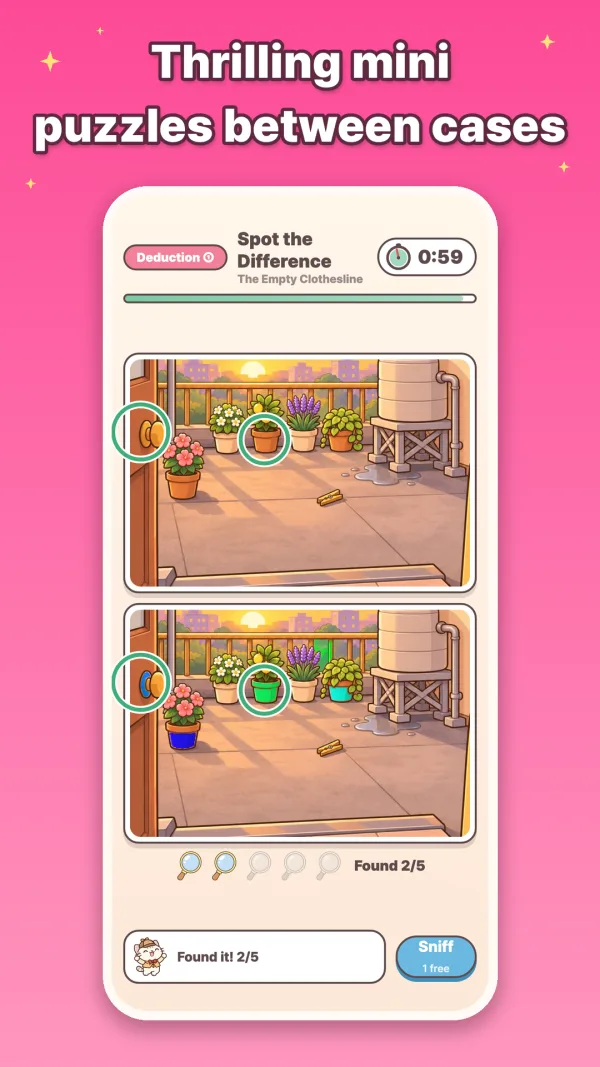 Thrilling mini
puzzles between cases
Deduction
Spot the
Difference
The Empty Clothesline
0:59
Found 2/5
Found it! 2/5
Sniff
1 free